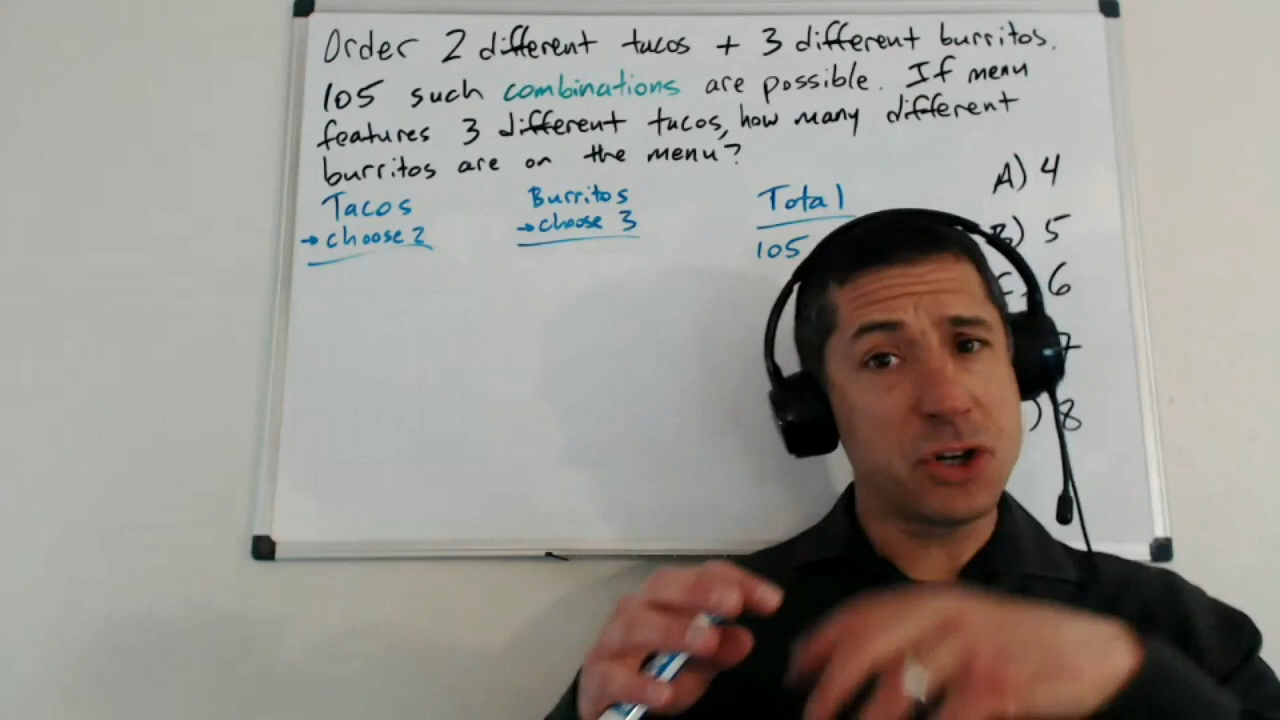 Order 2 different tacos + 3 different burritos.
105 such combinations are possible. If menu
features 3 different tacos, how many different
burritos are on the menu?
Tacos
→ choose 2
Burritos
→ choose 3
Total
105
A) 4
B) 5
C) 6
7
) 8